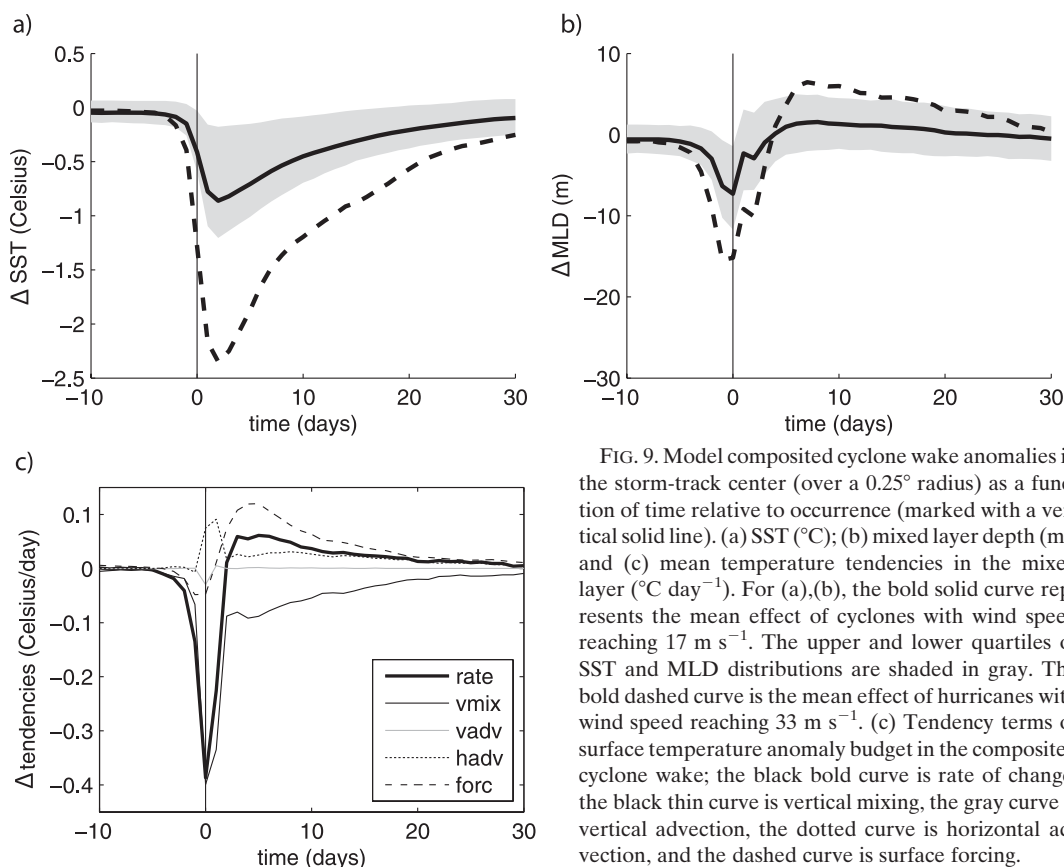 a)
0.5
0
−0.5
−1
−1.5
−2
−2.5
Δ SST (Celsius)
−10
0
10
20
30
time (days)
b)
20
10
0
−10
−20
−30
Δ MLD (m)
−10
0
10
20
30
time (days)
c)
0.1
0
−0.1
−0.2
−0.3
−0.4
Δtendencies (Celsius/day)
rate
vmix
vadv
hadv
forc
−10
0
10
20
30
time (days)
FIG. 9. Model composited cyclone wake anomalies i
the storm-track center (over a 0.25° radius) as a func
tion of time relative to occurrence (marked with a ver
tical solid line). (a) SST (°C); (b) mixed layer depth (m
and (c) mean temperature tendencies in the mixe
layer (°C day⁻¹). For (a),(b), the bold solid curve rep
resents the mean effect of cyclones with wind spee
reaching 17 m s⁻¹. The upper and lower quartiles o
SST and MLD distributions are shaded in gray. Th
bold dashed curve is the mean effect of hurricanes wit
wind speed reaching 33 m s⁻¹. (c) Tendency terms o
surface temperature anomaly budget in the composite
cyclone wake; the black bold curve is rate of change
the black thin curve is vertical mixing, the gray curve
vertical advection, the dotted curve is horizontal ad
vection, and the dashed curve is surface forcing.